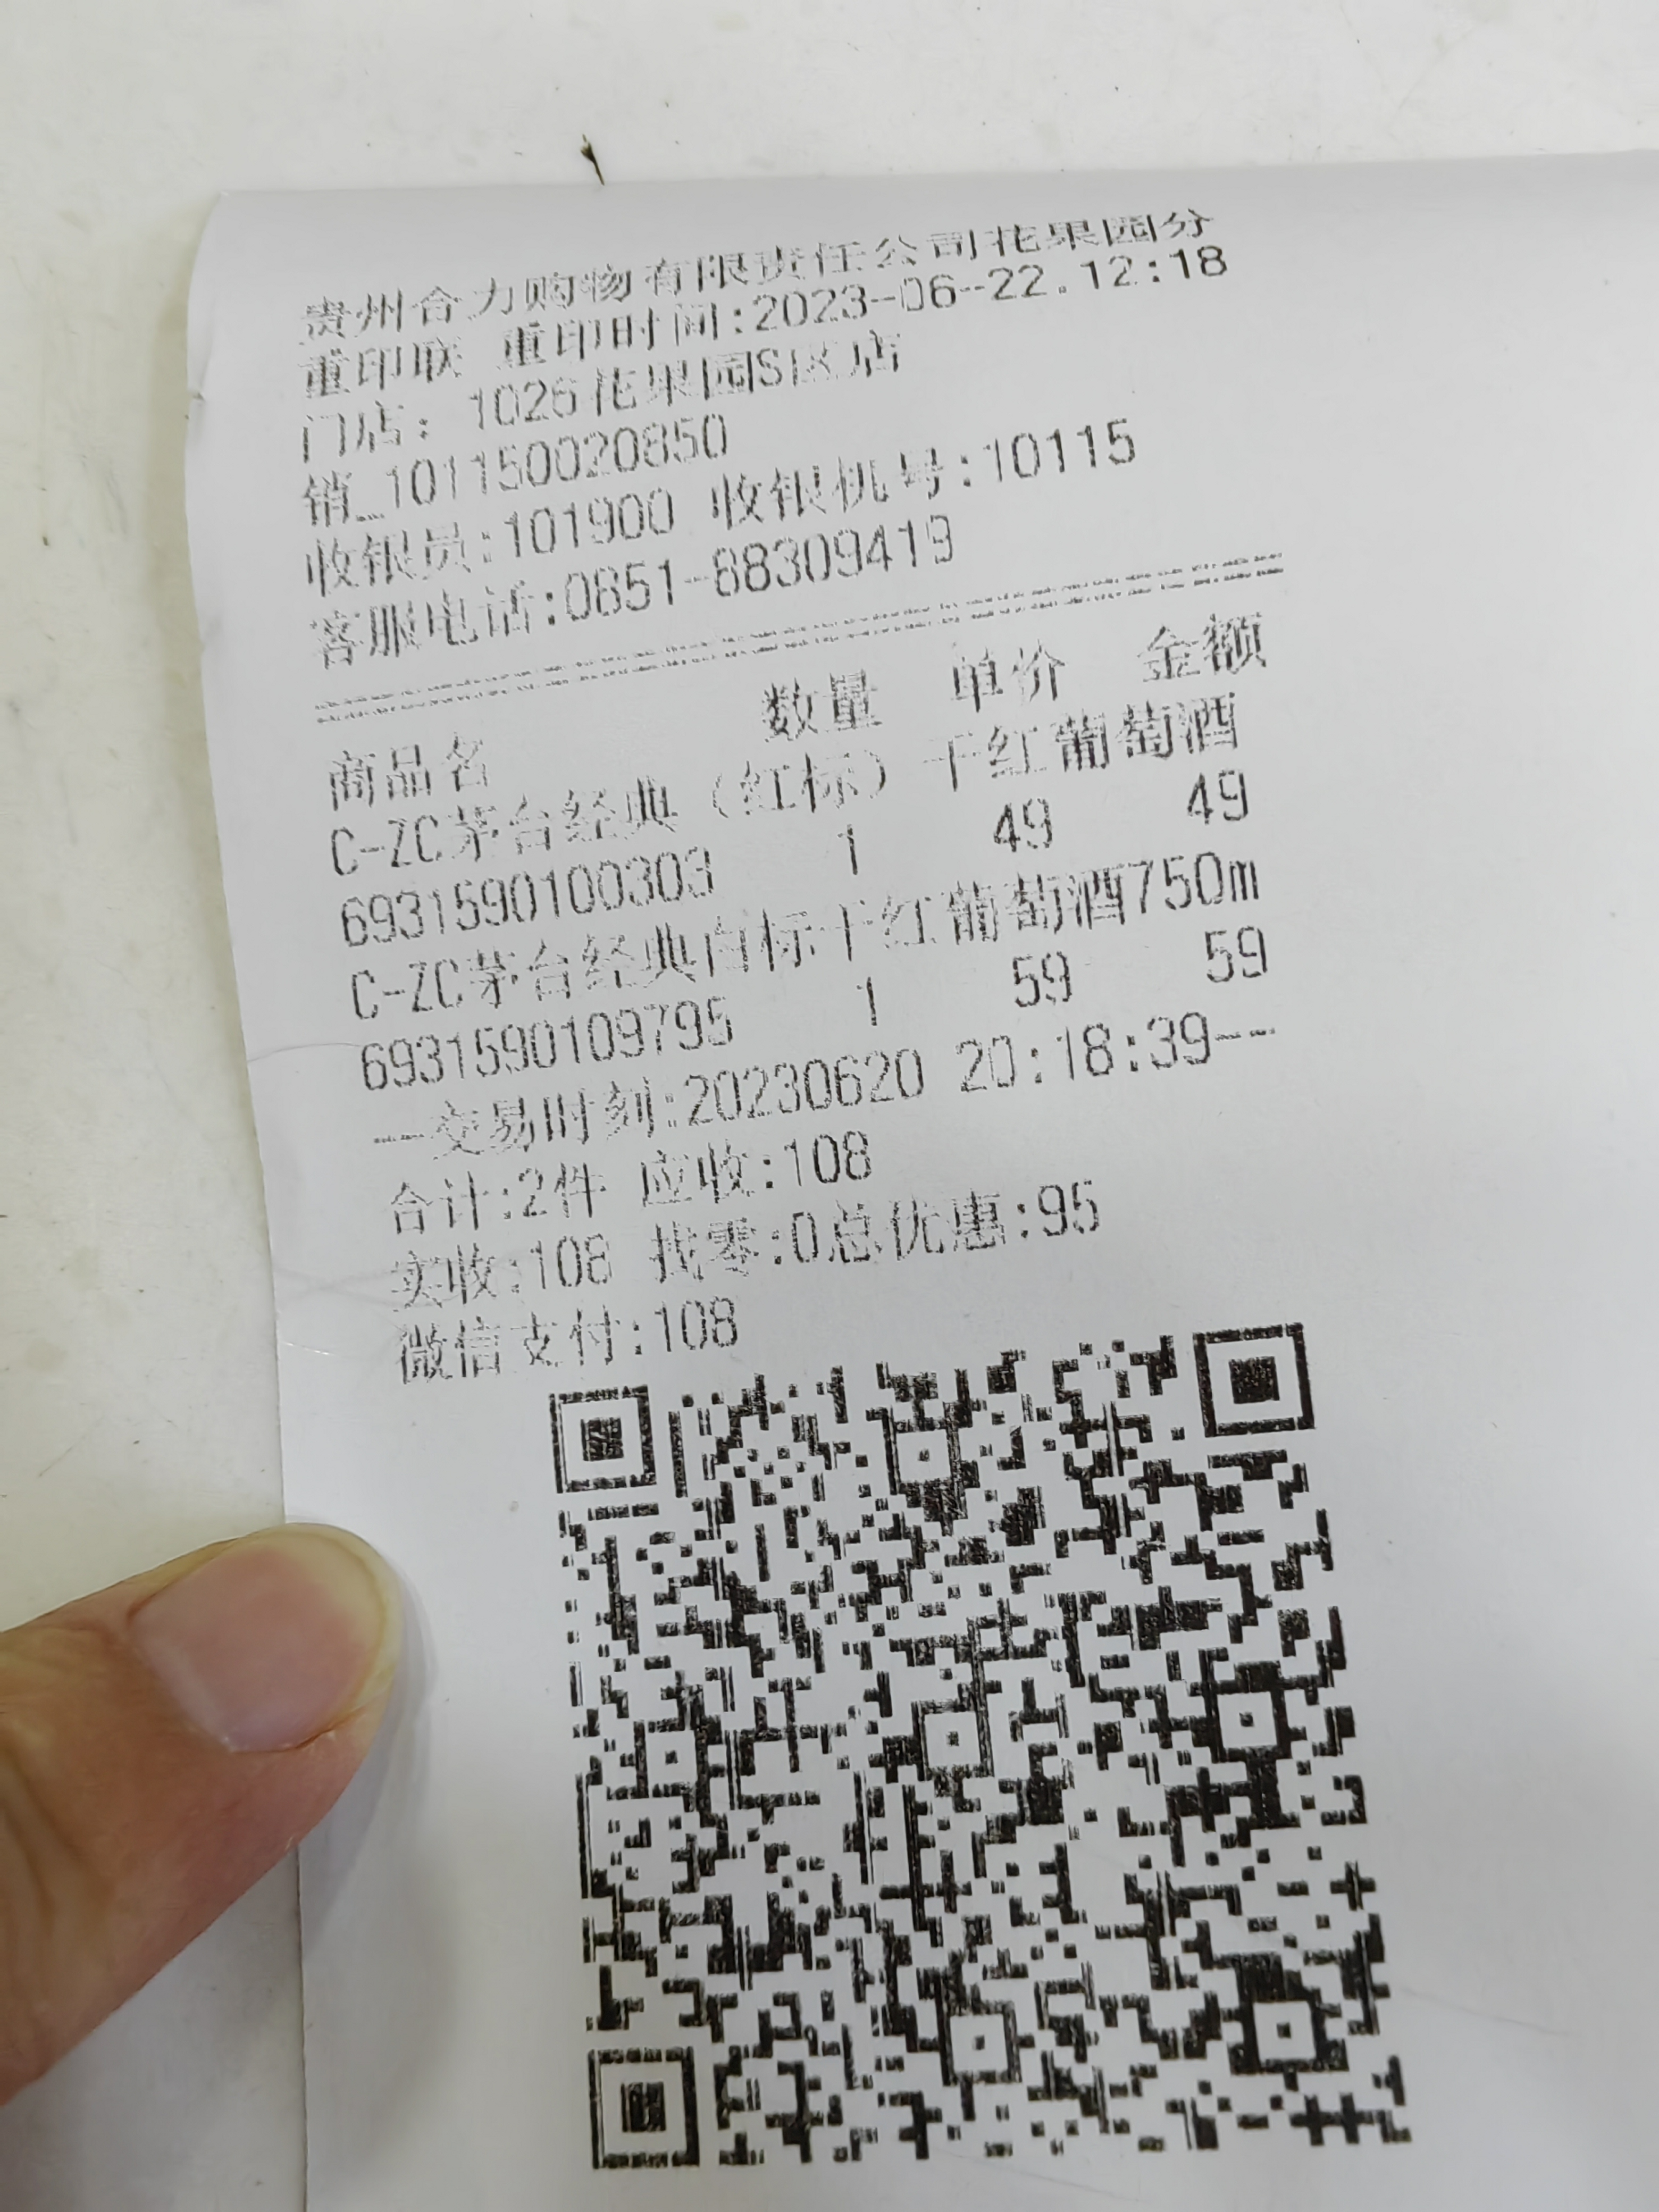 贵州合力购物有限责任公司花果园分
重印联 重印时间:2023-06-22.12:18
门店: 1026花果园S区店
销_101150020850
收银员:101900 收银机号:10115
客服电话:0851-88309419
商品名 数量 单价 金额
C-ZC茅台经典(红标)干红葡萄酒
6931590100303 1 49 49
C-ZC茅台经典白标干红葡萄酒750m
6931590109795 1 59 59
--交易时刻:20230620 20:18:39--
合计:2件 应收:108
实收:108 找零:0总优惠:95
微信支付:108